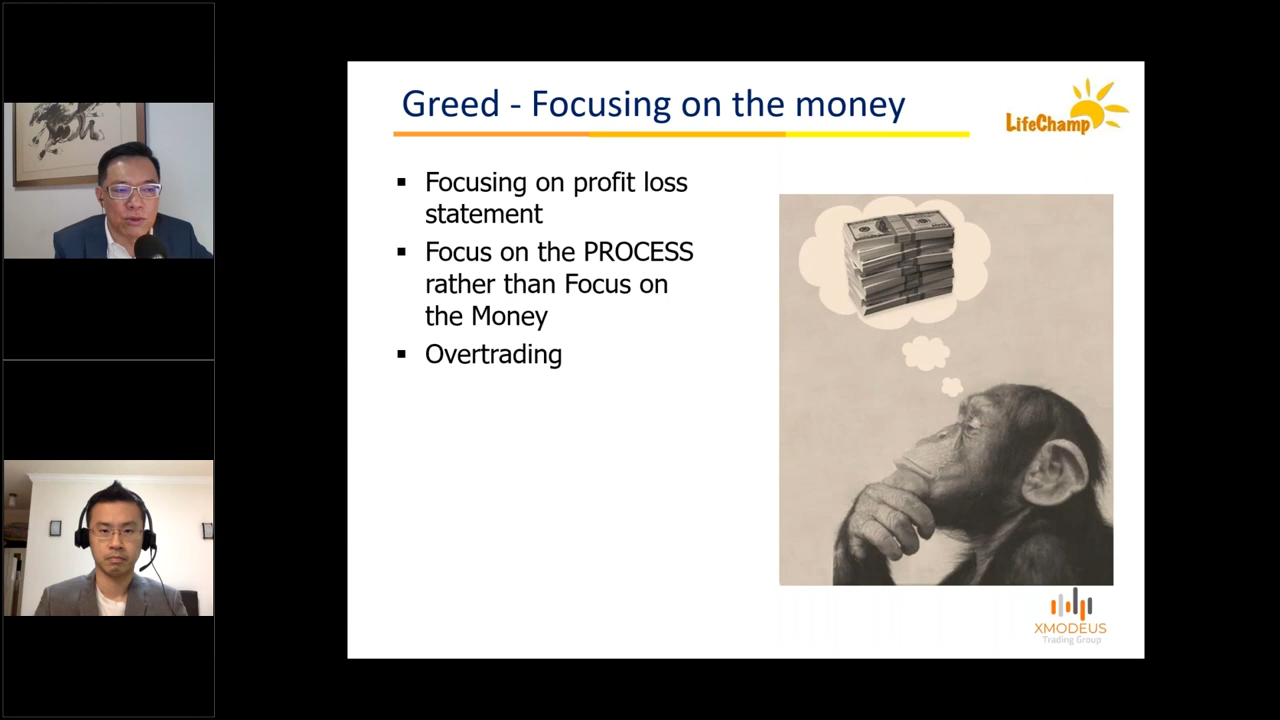 Greed - Focusing on the money
LifeChamp
▪ Focusing on profit loss
statement
▪ Focus on the PROCESS
rather than Focus on
the Money
▪ Overtrading
XMODEUS
Trading Group